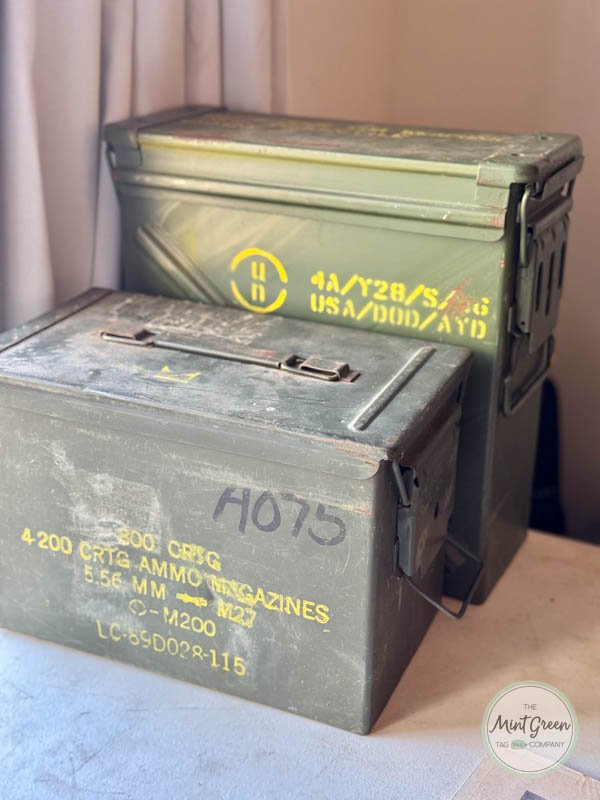 un
4A/Y28/S/
USA/DOD/AYD
A075
800 CRTG
4-200 CRTG AMMO MAGAZINES
5.56 MM M27
M200
LC-89D028-115
THE
Mint Green
TAG COMPANY